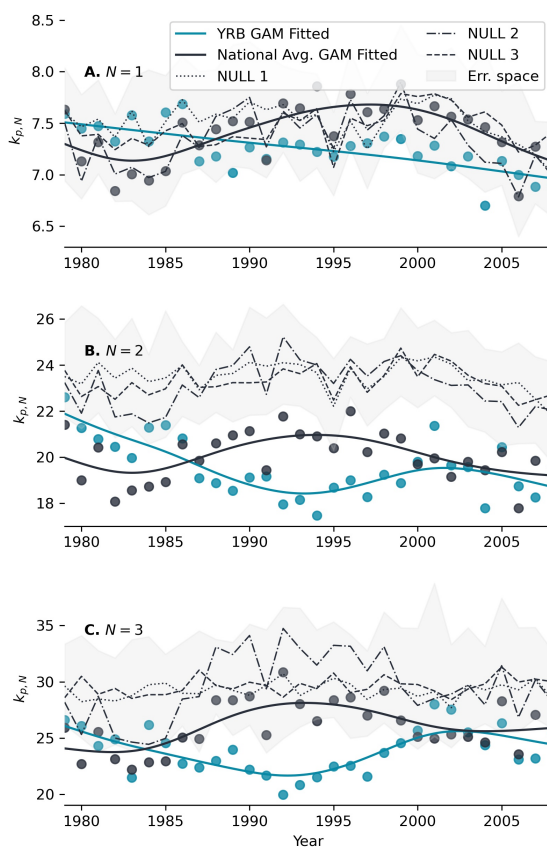 YRB GAM Fitted
National Avg. GAM Fitted
NULL 1
NULL 2
NULL 3
Err. space
A. N = 1
k_{p, N}
8.5
8.0
7.5
7.0
6.5
1980 1985 1990 1995 2000 2005
B. N = 2
k_{p, N}
26
24
22
20
18
1980 1985 1990 1995 2000 2005
C. N = 3
k_{p, N}
35
30
25
20
1980 1985 1990 1995 2000 2005
Year